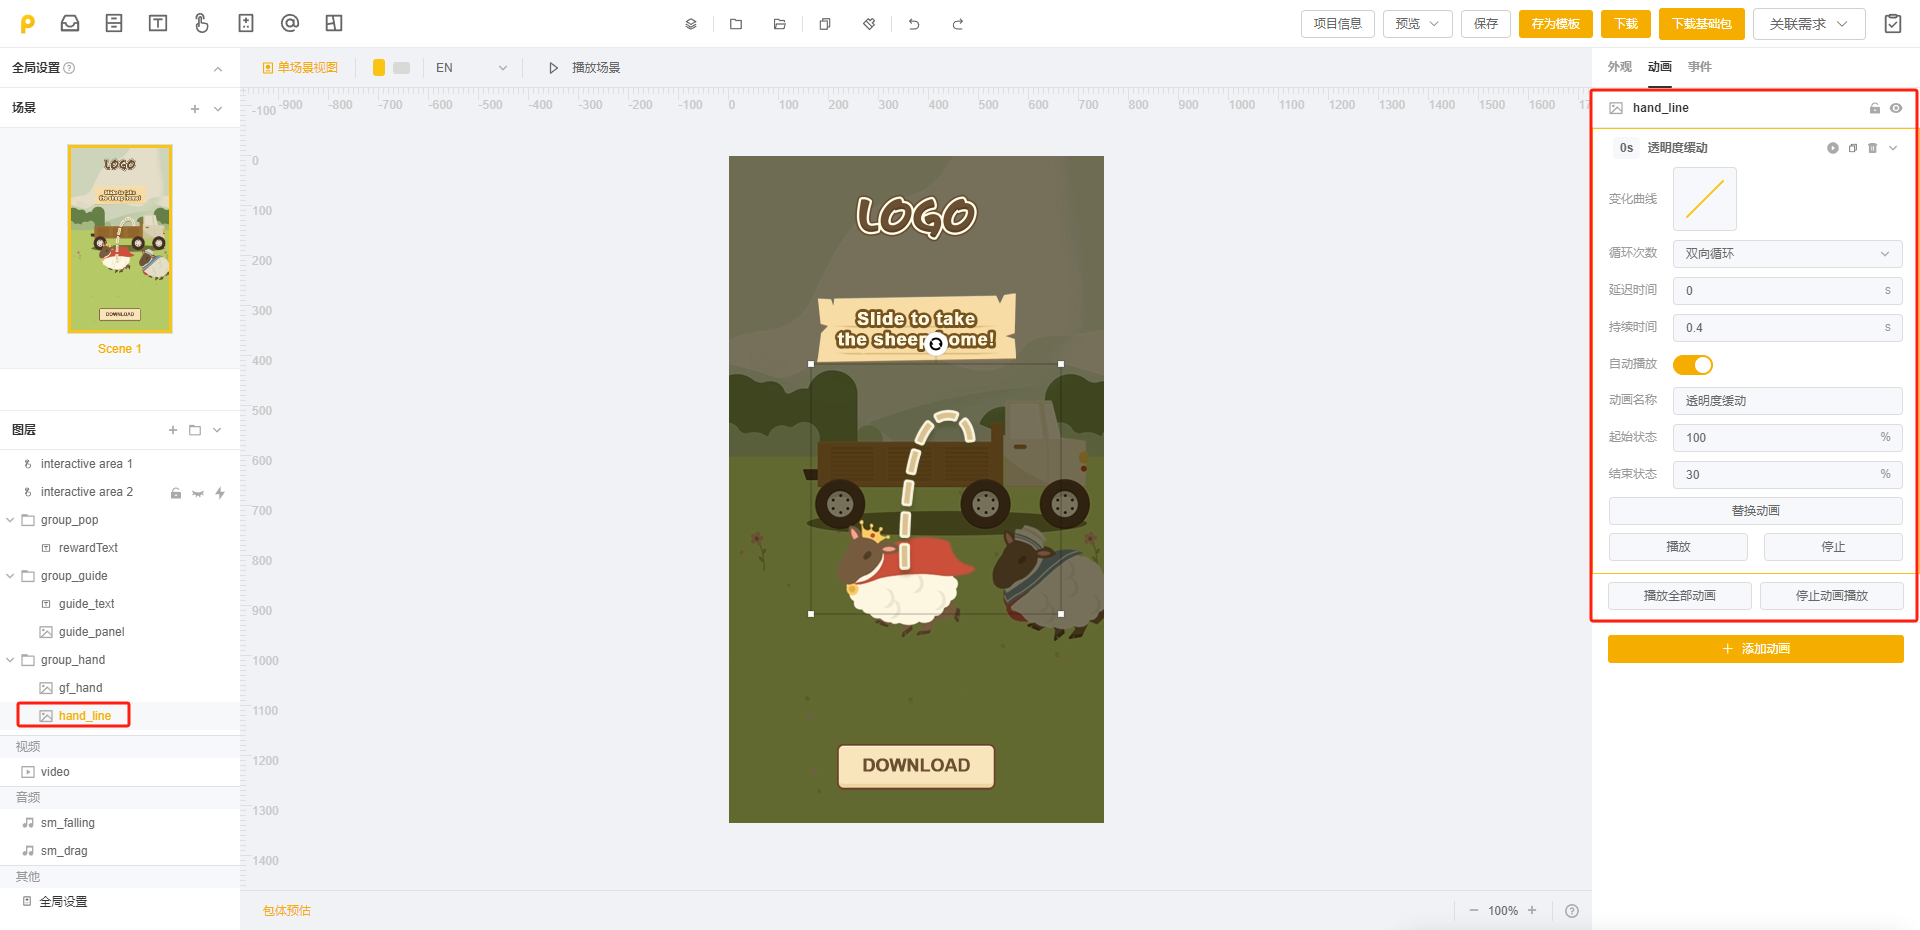 项目信息
预览
保存
存为模板
下载
下载基础包
关联需求
全局设置
单场景视图
EN
播放场景
外观
动画
事件
场景
-900 -800 -700 -600 -500 -400 -300 -200 -100 0 100 200 300 400 500 600 700 800 900 1000 1100 1200 1300 1400 1500 1600
-100
0
100
200
300
400
500
600
700
800
900
1000
1100
1200
1300
1400
LOGO
Slide to take
the sheep home!
DOWNLOAD
Scene 1
图层
interactive area 1
interactive area 2
group_pop
rewardText
group_guide
guide_text
guide_panel
group_hand
gf_hand
hand_line
视频
video
音频
sm_falling
sm_drag
其他
全局设置
LOGO
Slide to take
the sheep ome!
DOWNLOAD
包体预估
100%
hand_line
0s 透明度缓动
变化曲线
循环次数 双向循环
延迟时间 0 s
持续时间 0.4 s
自动播放
动画名称 透明度缓动
起始状态 100 %
结束状态 30 %
替换动画
播放
停止
播放全部动画
停止动画播放
添加动画